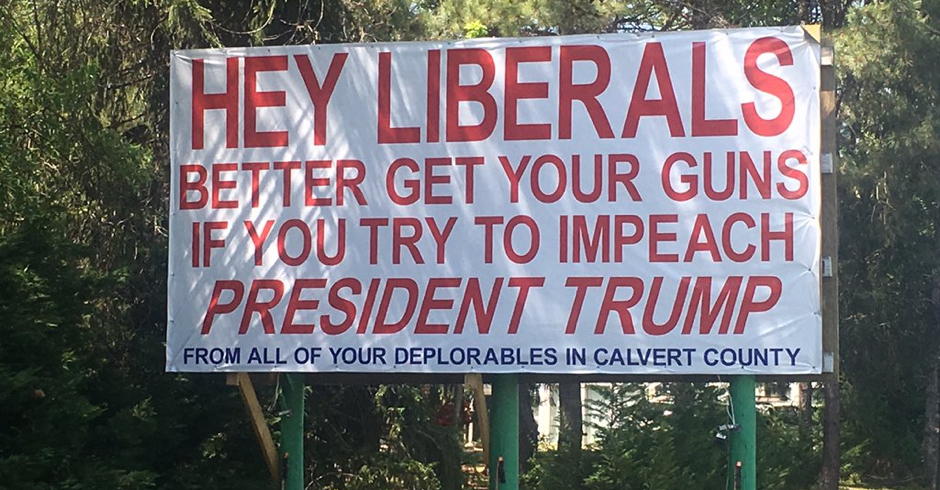 HEY LIBERALS
BETTER GET YOUR GUNS
IF YOU TRY TO IMPEACH
PRESIDENT TRUMP
FROM ALL OF YOUR DEPLORABLES IN CALVERT COUNTY